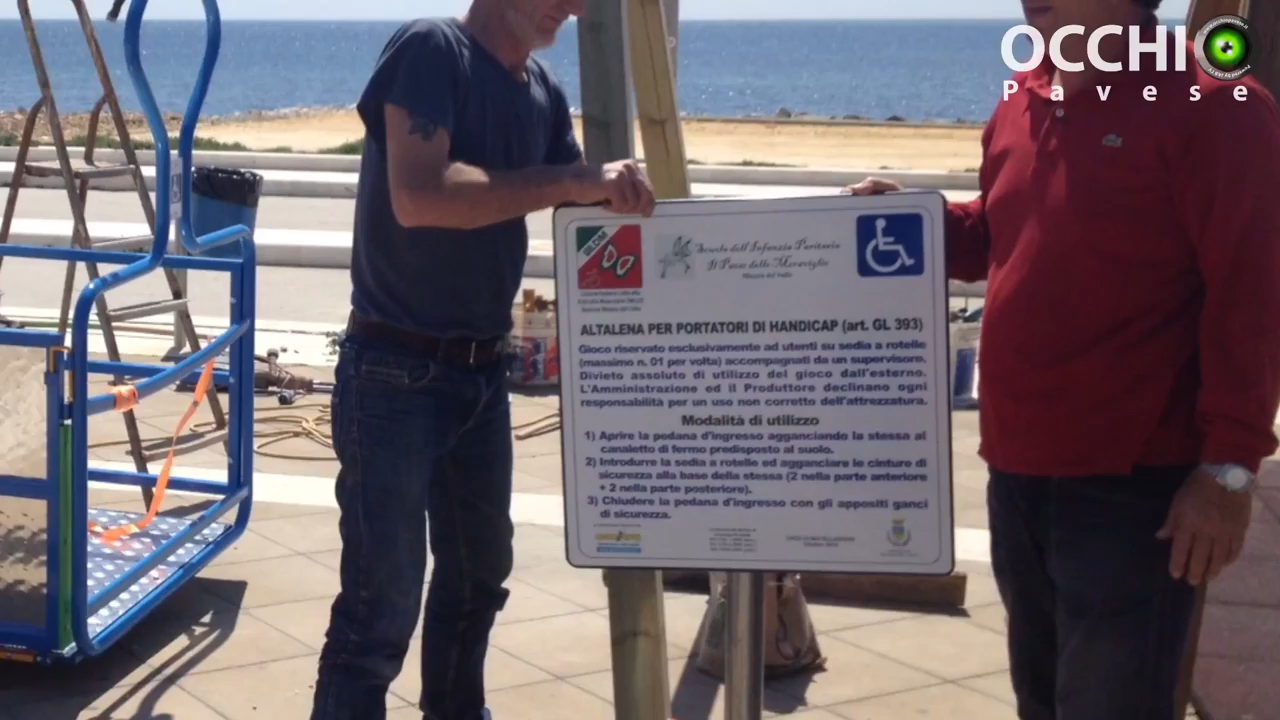 OCCHIO
Pavese
UILDM
Scuola dell'Infanzia Paritaria
Il Paese delle Meraviglie
Mazara del Vallo
ALTALENA PER PORTATORI DI HANDICAP (art. GL 393)
Gioco riservato esclusivamente ad utenti su sedia a rotelle
(massimo n. 01 per volta) accompagnati da un supervisore.
Divieto assoluto di utilizzo del gioco dall'esterno.
L'Amministrazione ed il Produttore declinano ogni
responsabilità per un uso non corretto dell'attrezzatura.
Modalità di utilizzo
1) Aprire la pedana d'ingresso agganciando la stessa al
canaletto di fermo predisposto al suolo.
2) Introdurre la sedia a rotelle ed agganciare le cinture di
sicurezza alla base della stessa (2 nella parte anteriore
+ 2 nella parte posteriore).
3) Chiudere la pedana d'ingresso con gli appositi ganci
di sicurezza.